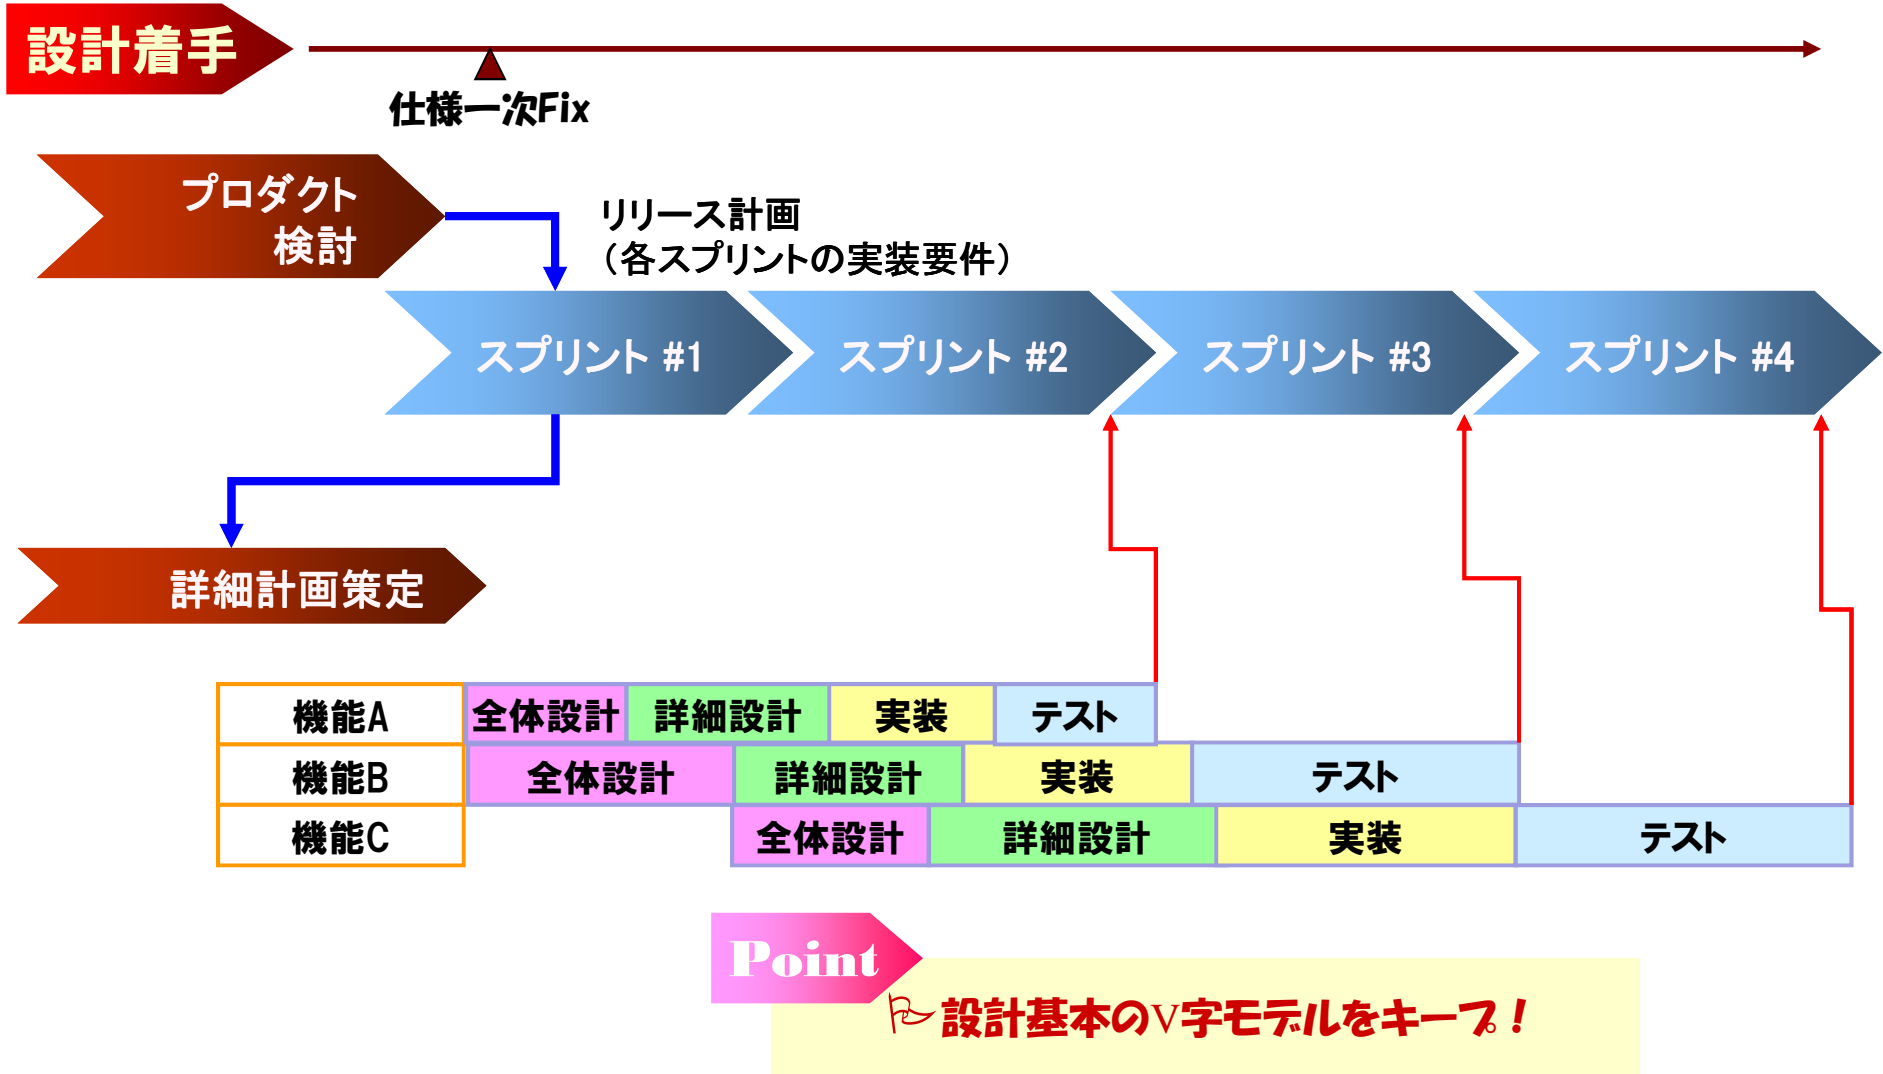 設計着手
仕様一次Fix
プロダクト
検討
リリース計画
（各スプリントの実装要件）
スプリント #1
スプリント #2
スプリント #3
スプリント #4
詳細計画策定
機能A 全体設計 詳細設計 実装 テスト
機能B 全体設計 詳細設計 実装 テスト
機能C 全体設計 詳細設計 実装 テスト
Point
設計基本のV字モデルをキープ！